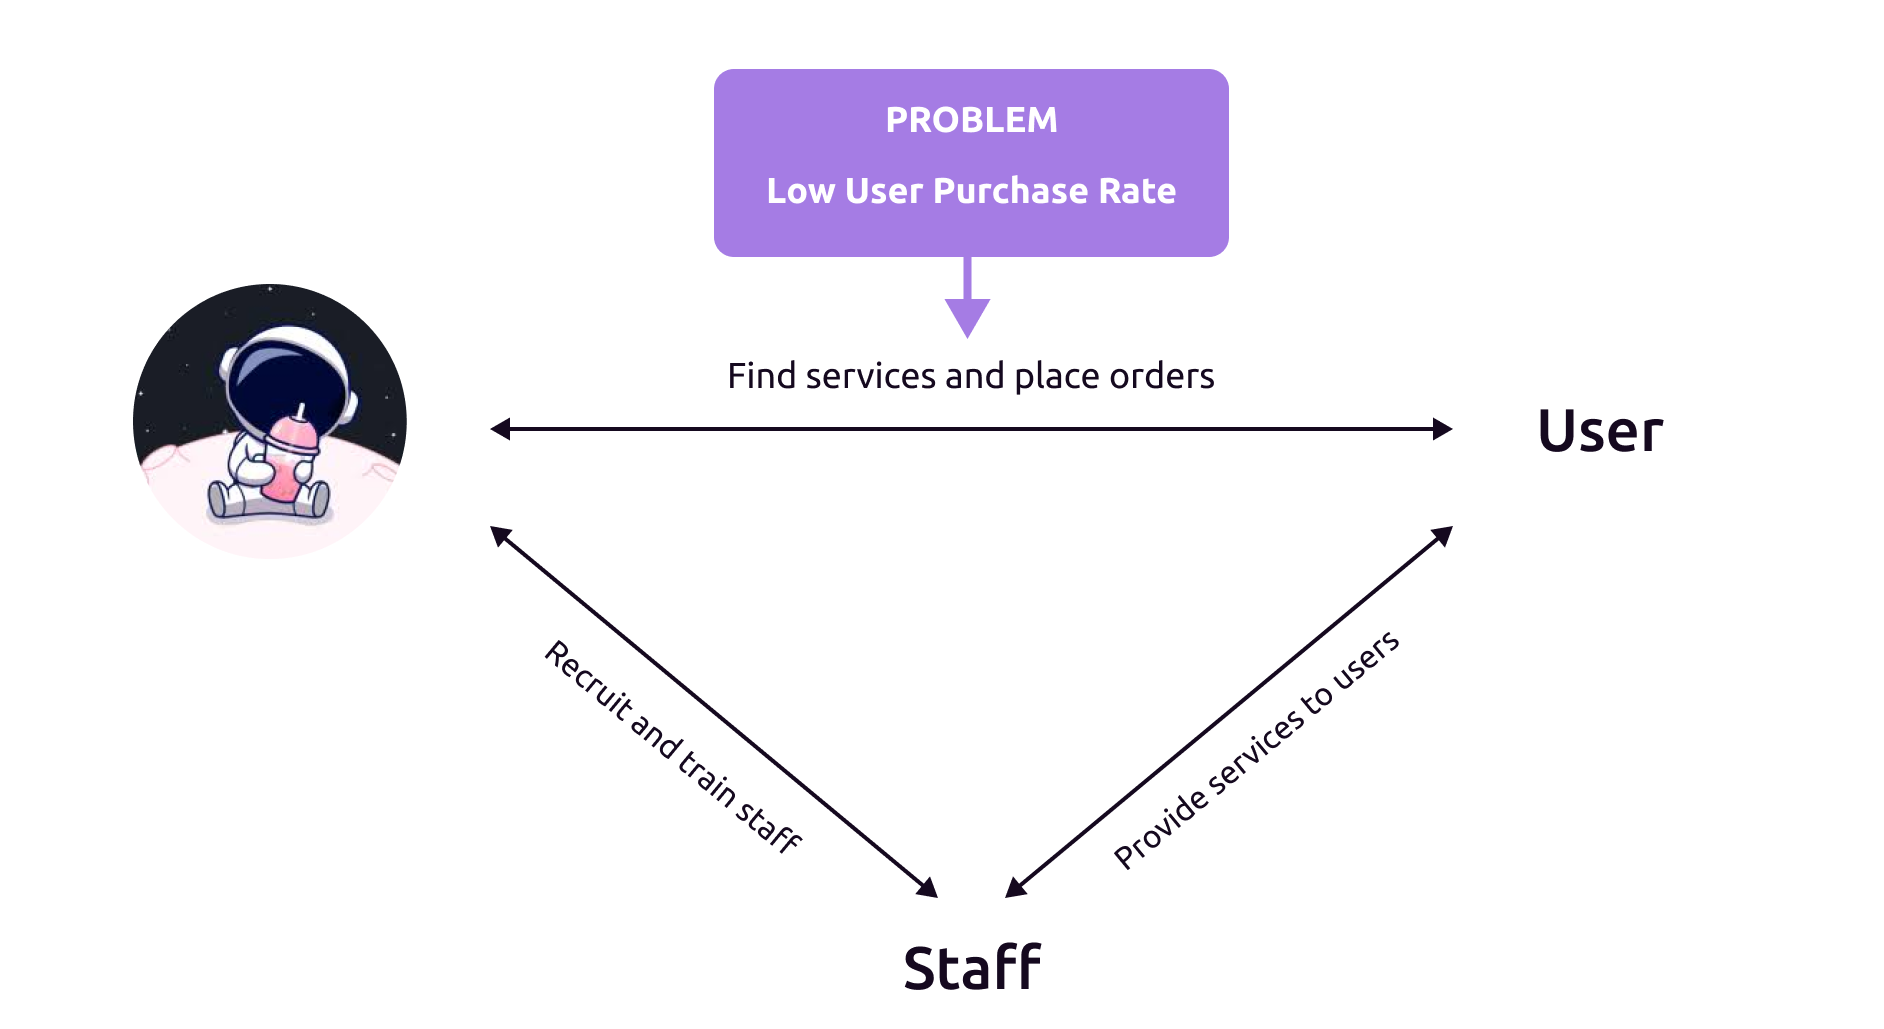 PROBLEM
Low User Purchase Rate
Find services and place orders
User
Recruit and train staff
Provide services to users
Staff